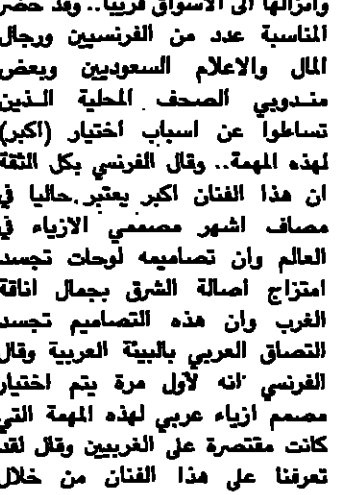 وانزالها الى الاسواق قريبا.. وقد حضر
المناسبة عدد من الفرنسيين ورجال
المال والاعلام السعوديين وبعض
مندوبي الصحف المحلية الذين
تساطوا عن اسباب اختيار (اكبر)
لهذه المهمة.. وقال الفرنسي بكل الثقة
ان هذا الفنان اكبر يعتبر حاليا في
مصاف اشهر مصممي الازياء في
العالم وان تصاميمه لوحات تجسد
امتزاج اصالة الشرق بجمال اناقة
الغرب وان هذه التصاميم تجسد
التصاق العربي بالبيئة العربية وقال
الفرنسي انه لأول مرة يتم اختيار
مصمم ازياء عربي لهذه المهمة التي
كانت مقتصرة على الغربيين وقال لقد
تعرفنا على هذا الفنان من خلال